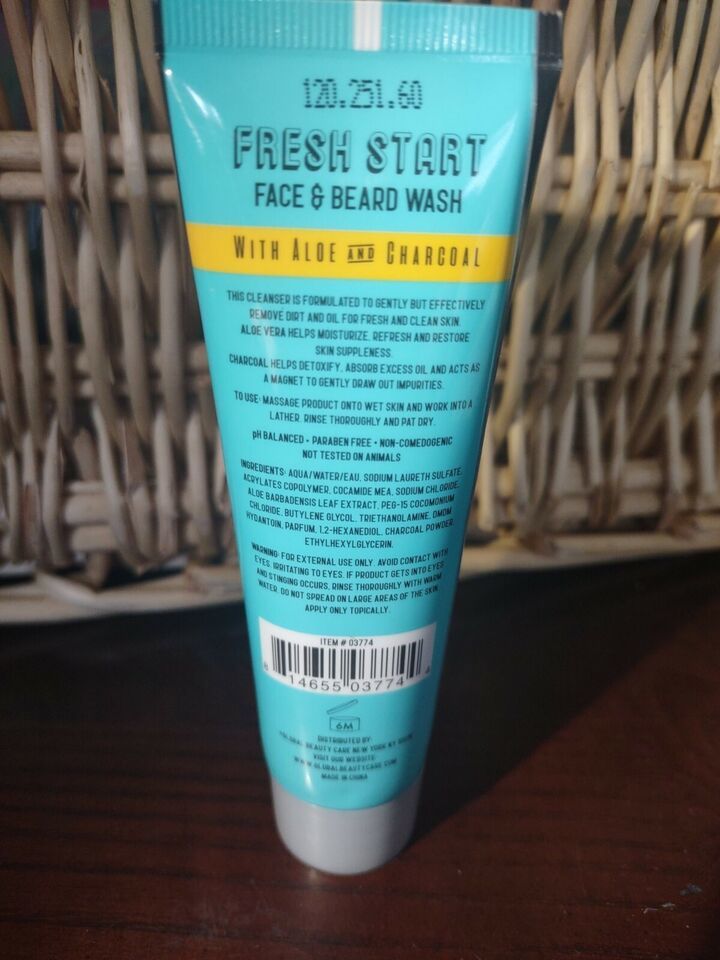 120.251.60
FRESH START
FACE & BEARD WASH
WITH ALOE AND CHARCOAL
THIS CLEANSER IS FORMULATED TO GENTLY BUT EFFECTIVELY
REMOVE DIRT AND OIL FOR FRESH AND CLEAN SKIN.
ALOE VERA HELPS MOISTURIZE, REFRESH AND RESTORE
SKIN SUPPLENESS.
CHARCOAL HELPS DETOXIFY, ABSORB EXCESS OIL AND ACTS AS
A MAGNET TO GENTLY DRAW OUT IMPURITIES.
TO USE: MASSAGE PRODUCT ONTO WET SKIN AND WORK INTO A
LATHER. RINSE THOROUGHLY AND PAT DRY.
pH BALANCED • PARABEN FREE • NON-COMEDOGENIC
NOT TESTED ON ANIMALS
INGREDIENTS: AQUA/WATER/EAU, SODIUM LAURETH SULFATE,
ACRYLATES COPOLYMER, COCAMIDE MEA, SODIUM CHLORIDE,
ALOE BARBADENSIS LEAF EXTRACT, PEG-15 COCOMONIUM
CHLORIDE, BUTYLENE GLYCOL, TRIETHANOLAMINE, DMDM
HYDANTOIN, PARFUM, 1,2-HEXANEDIOL, CHARCOAL POWDER,
ETHYLHEXYLGLYCERIN.
WARNING: FOR EXTERNAL USE ONLY. AVOID CONTACT WITH
EYES. IRRITATING TO EYES. IF PRODUCT GETS INTO EYES
AND STINGING OCCURS, RINSE THOROUGHLY WITH WARM
WATER. DO NOT SPREAD ON LARGE AREAS OF THE SKIN.
APPLY ONLY TOPICALLY.
ITEM # 03774
8 14655 03774 4
6M
DISTRIBUTED BY:
GLOBAL BEAUTY CARE NEW YORK NY
VISIT OUR WEBSITE:
WWW.GLOBALBEAUTYCARE.COM
MADE IN CHINA